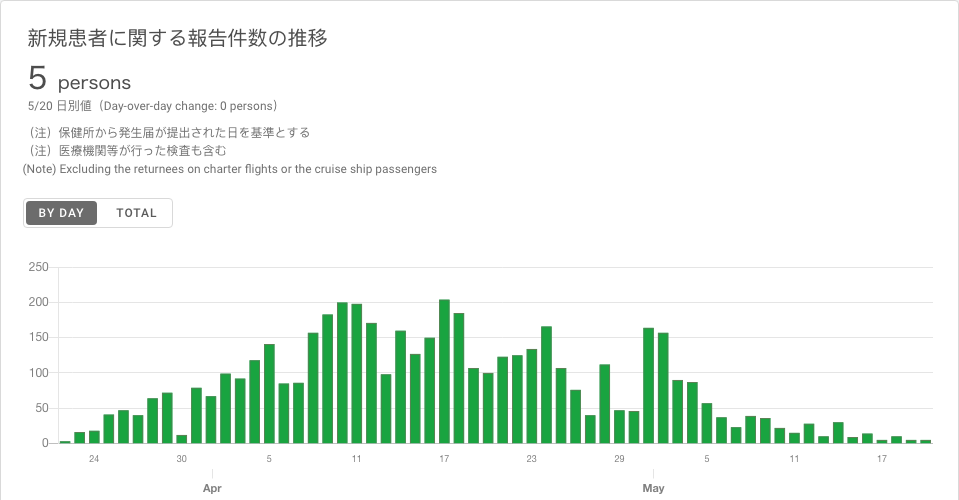 新規患者に関する報告件数の推移
5 persons
5/20 日別値（Day-over-day change: 0 persons）
（注）保健所から発生届が提出された日を基準とする
（注）医療機関等が行った検査も含む
(Note) Excluding the returnees on charter flights or the cruise ship passengers
BY DAY TOTAL
250
200
150
100
50
0
24 30 5 11 17 23 29 5 11 17
Apr May